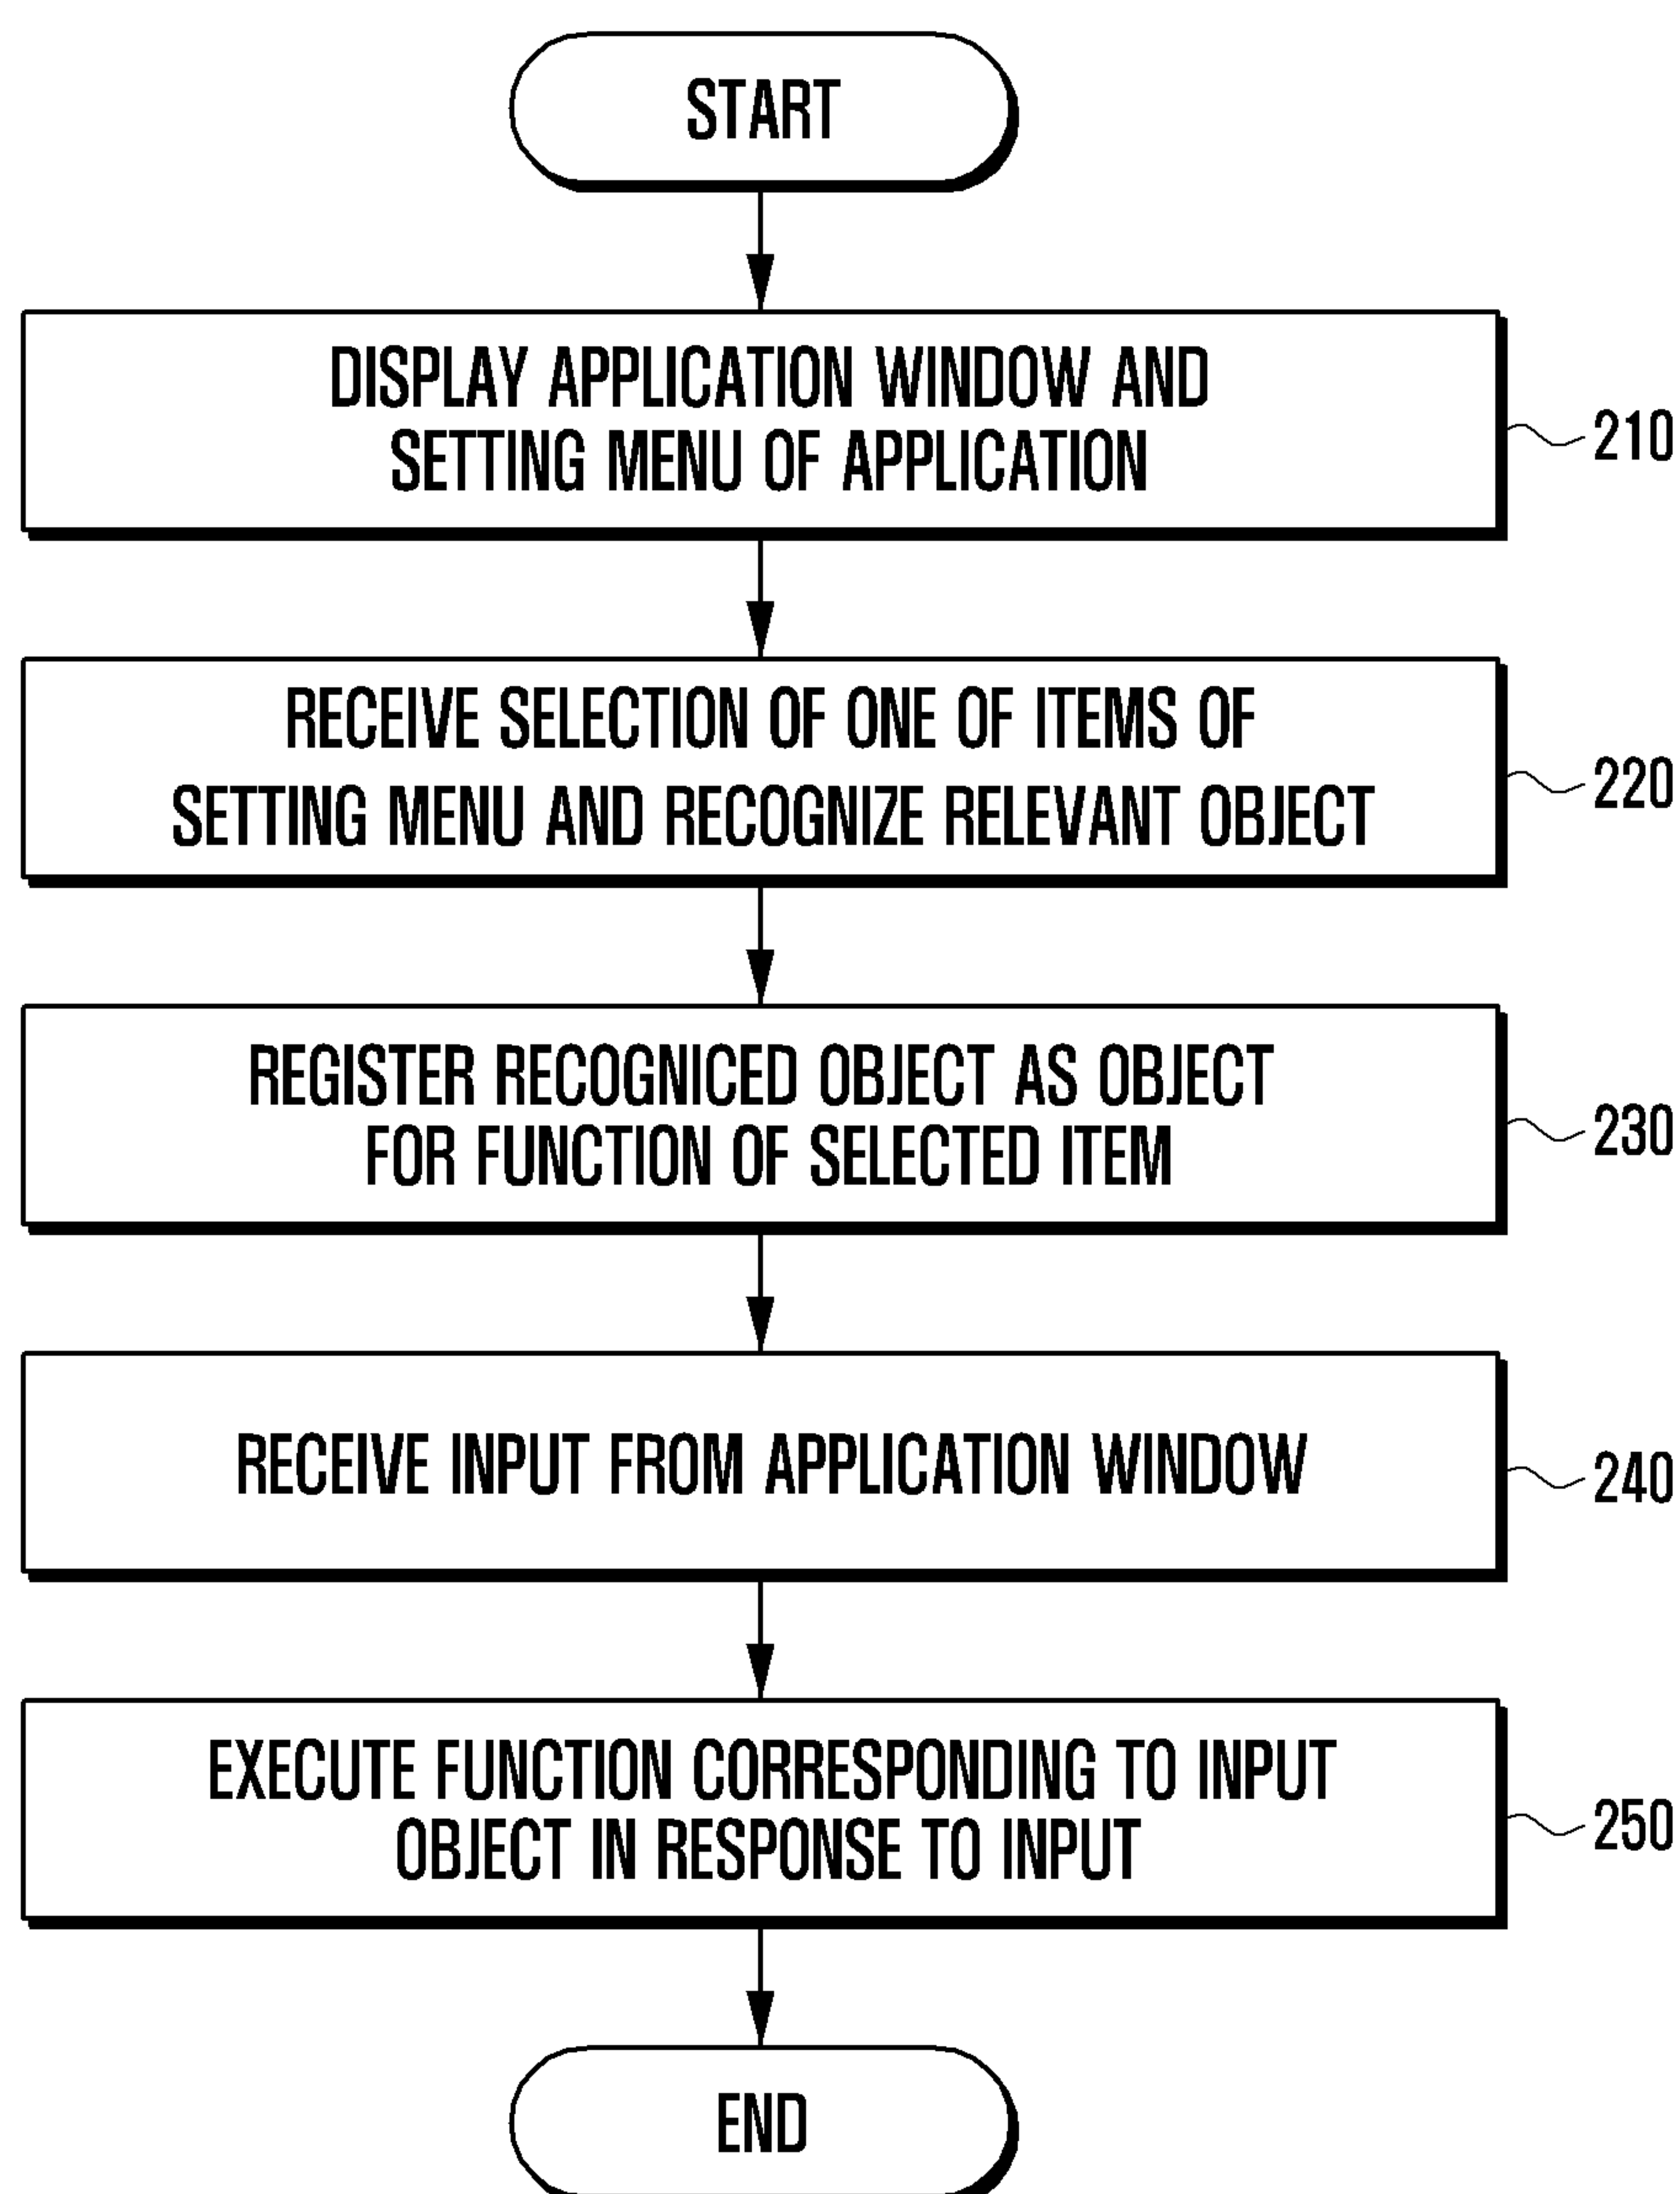 START
DISPLAY APPLICATION WINDOW AND
SETTING MENU OF APPLICATION
210
RECEIVE SELECTION OF ONE OF ITEMS OF
SETTING MENU AND RECOGNIZE RELEVANT OBJECT
220
REGISTER RECOGNICED OBJECT AS OBJECT
FOR FUNCTION OF SELECTED ITEM
230
RECEIVE INPUT FROM APPLICATION WINDOW
240
EXECUTE FUNCTION CORRESPONDING TO INPUT
OBJECT IN RESPONSE TO INPUT
250
END